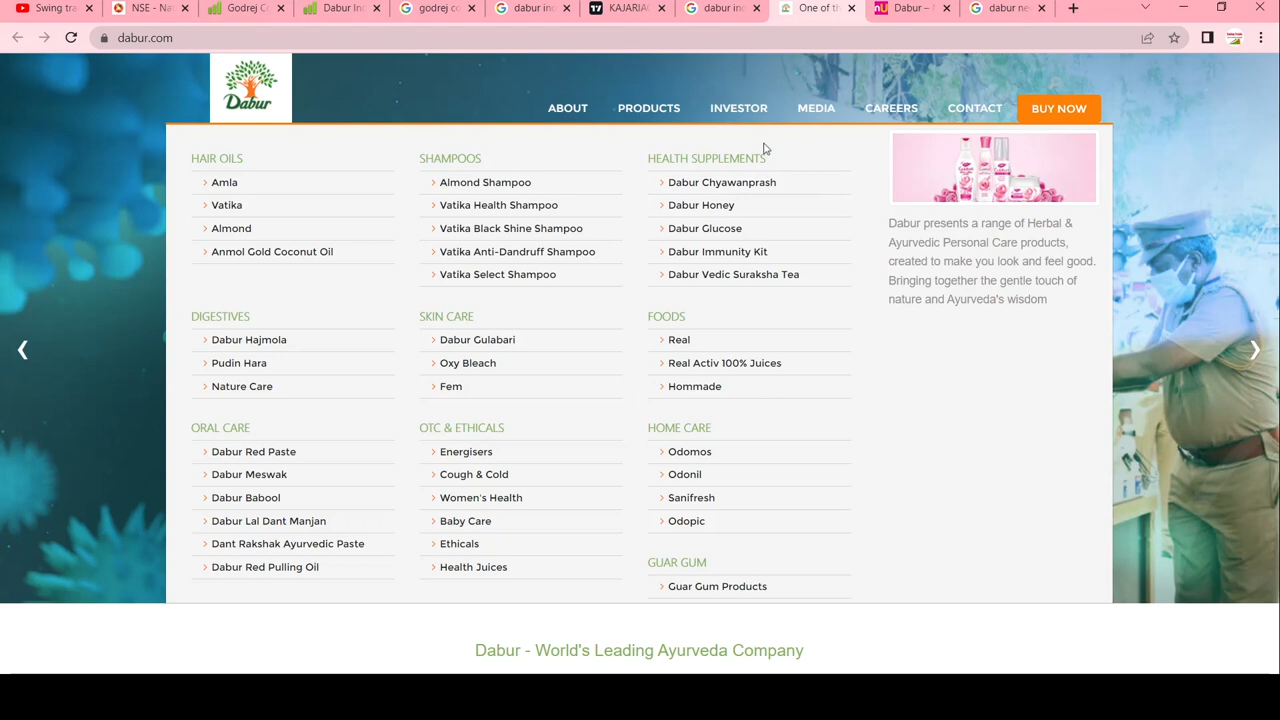 Swing tra
NSE - Na
Godrej Co
Dabur Ind
godrej co
dabur ind
KAJARIAC
dabur ind
One of th
Dabur –
dabur ne
dabur.com
Dabur
ABOUT
PRODUCTS
INVESTOR
MEDIA
CAREERS
CONTACT
BUY NOW
HAIR OILS
Amla
Vatika
Almond
Anmol Gold Coconut Oil
SHAMPOOS
Almond Shampoo
Vatika Health Shampoo
Vatika Black Shine Shampoo
Vatika Anti-Dandruff Shampoo
Vatika Select Shampoo
HEALTH SUPPLEMENTS
Dabur Chyawanprash
Dabur Honey
Dabur Glucose
Dabur Immunity Kit
Dabur Vedic Suraksha Tea
Dabur presents a range of Herbal &
Ayurvedic Personal Care products,
created to make you look and feel good.
Bringing together the gentle touch of
nature and Ayurveda's wisdom
DIGESTIVES
Dabur Hajmola
Pudin Hara
Nature Care
SKIN CARE
Dabur Gulabari
Oxy Bleach
Fem
FOODS
Real
Real Activ 100% Juices
Hommade
ORAL CARE
Dabur Red Paste
Dabur Meswak
Dabur Babool
Dabur Lal Dant Manjan
Dant Rakshak Ayurvedic Paste
Dabur Red Pulling Oil
OTC & ETHICALS
Energisers
Cough & Cold
Women's Health
Baby Care
Ethicals
Health Juices
HOME CARE
Odomos
Odonil
Sanifresh
Odopic
GUAR GUM
Guar Gum Products
Dabur - World's Leading Ayurveda Company